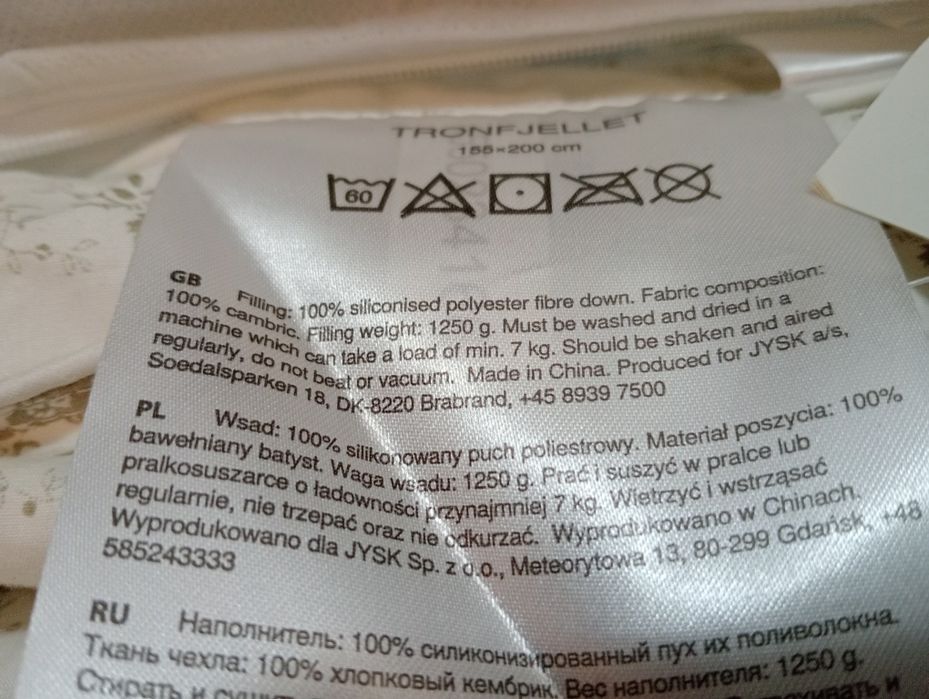 TRONFJELLET
155×200 cm
60
GB Filling: 100% siliconised polyester fibre down. Fabric composition:
100% cambric. Filling weight: 1250 g. Must be washed and dried in a
machine which can take a load of min. 7 kg. Should be shaken and aired
regularly, do not beat or vacuum. Made in China. Produced for JYSK a/s,
Soedalsparken 18, DK-8220 Brabrand, +45 8939 7500
PL Wsad: 100% silikonowany puch poliestrowy. Materiał poszycia: 100%
bawełniany batyst. Waga wsadu: 1250 g. Prać i suszyć w pralce lub
pralkosuszarce o ładowności przynajmniej 7 kg. Wietrzyć i wstrząsać
regularnie, nie trzepać oraz nie odkurzać. Wyprodukowano w Chinach.
Wyprodukowano dla JYSK Sp. z o.o., Meteorytowa 13, 80-299 Gdańsk, +48
585243333
RU Наполнитель: 100% силиконизированный пух их поливолокна.
Ткань чехла: 100% хлопковый кембрик. Вес наполнителя: 1250 g.
Стирать и